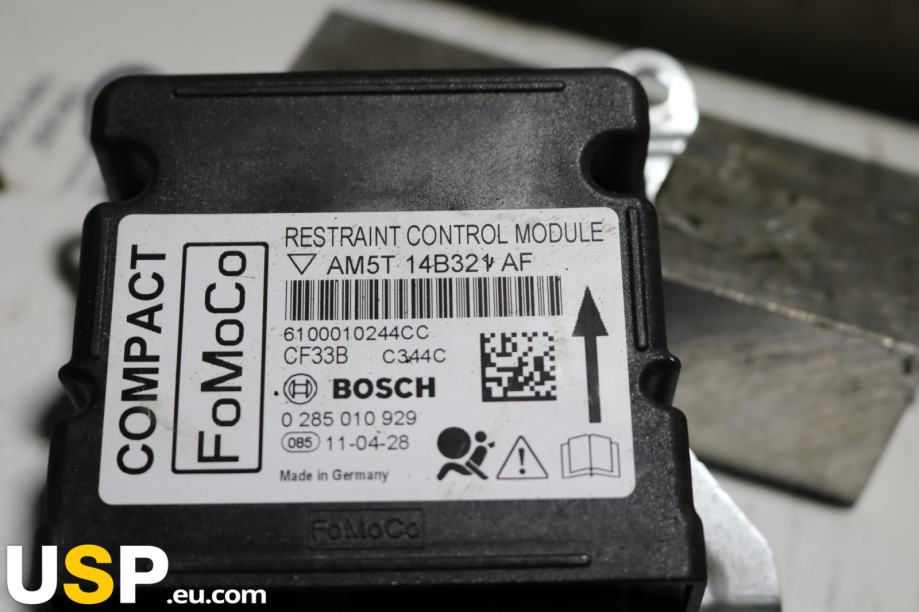 COMPACT
FoMoCo
RESTRAINT CONTROL MODULE
AM5T 14B321 AF
6100010244CC
CF33B C344C
BOSCH
0 285 010 929
085 11-04-28
Made in Germany
FoMoCo
USP.eu.com